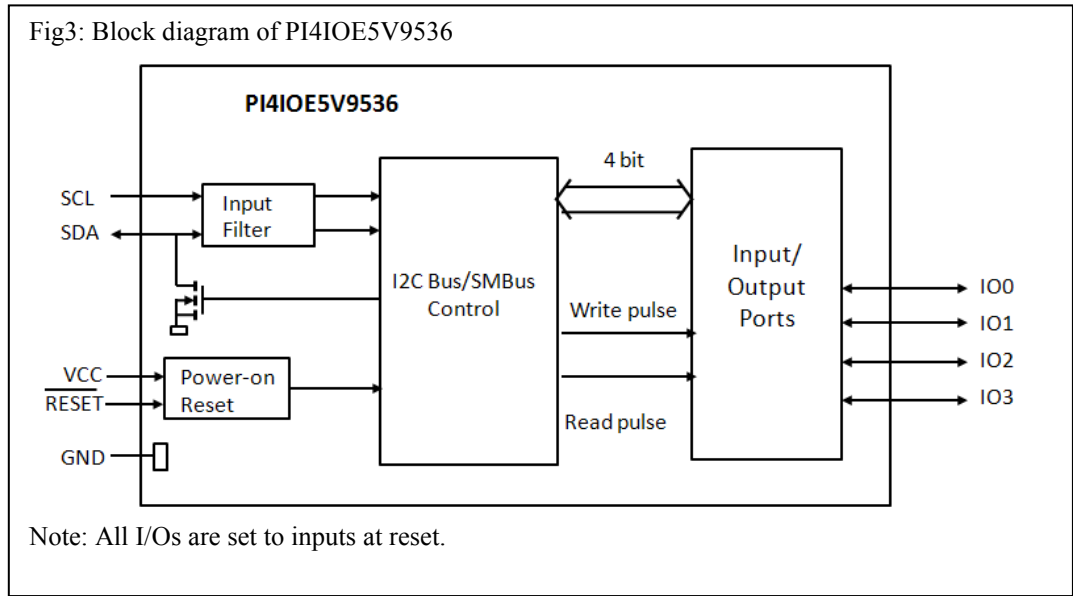 Fig3: Block diagram of PI4IOE5V9536
PI4IOE5V9536
SCL
SDA
Input
Filter
I2C Bus/SMBus
Control
4 bit
Write pulse
Read pulse
Input/
Output
Ports
IO0
IO1
IO2
IO3
VCC
RESET
Power-on
Reset
GND
Note: All I/Os are set to inputs at reset.